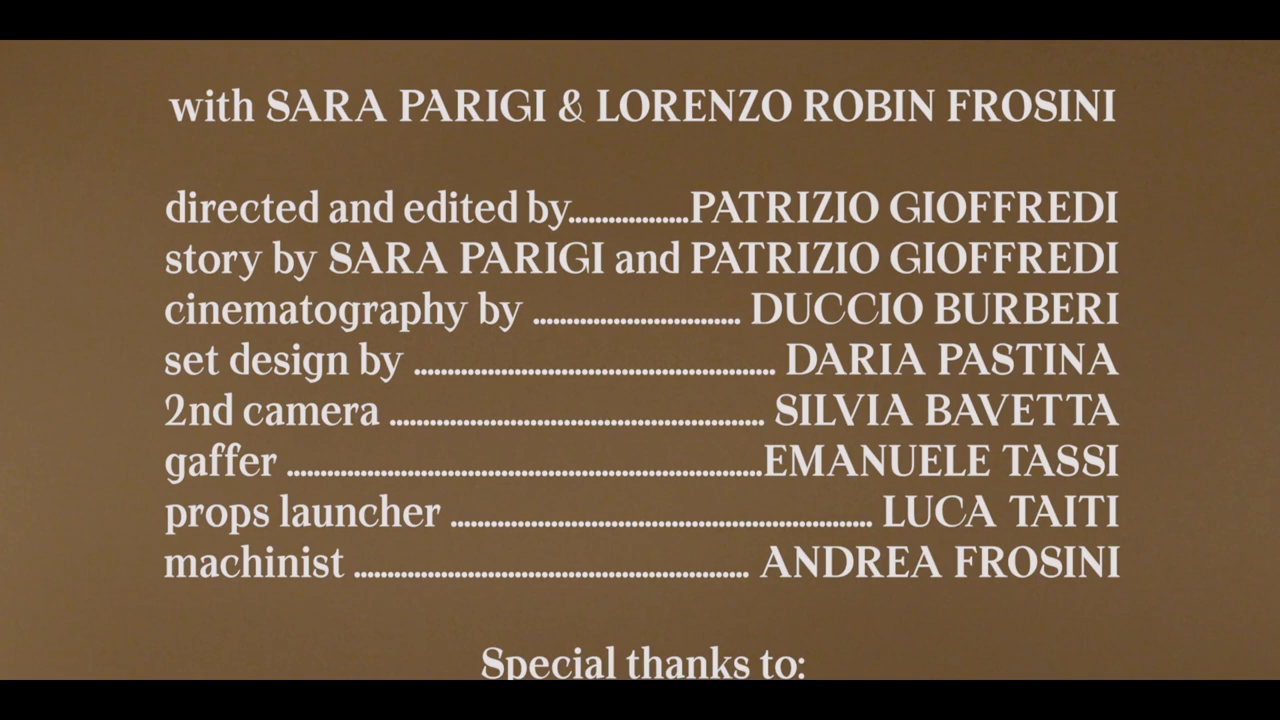 with SARA PARIGI & LORENZO ROBIN FROSINI
directed and edited by..................PATRIZIO GIOFFREDI
story by SARA PARIGI and PATRIZIO GIOFFREDI
cinematography by ............................... DUCCIO BURBERI
set design by ...................................................... DARIA PASTINA
2nd camera ........................................................ SILVIA BAVETTA
gaffer .......................................................................EMANUELE TASSI
props launcher ............................................................... LUCA TAITI
machinist ........................................................... ANDREA FROSINI
Special thanks to: